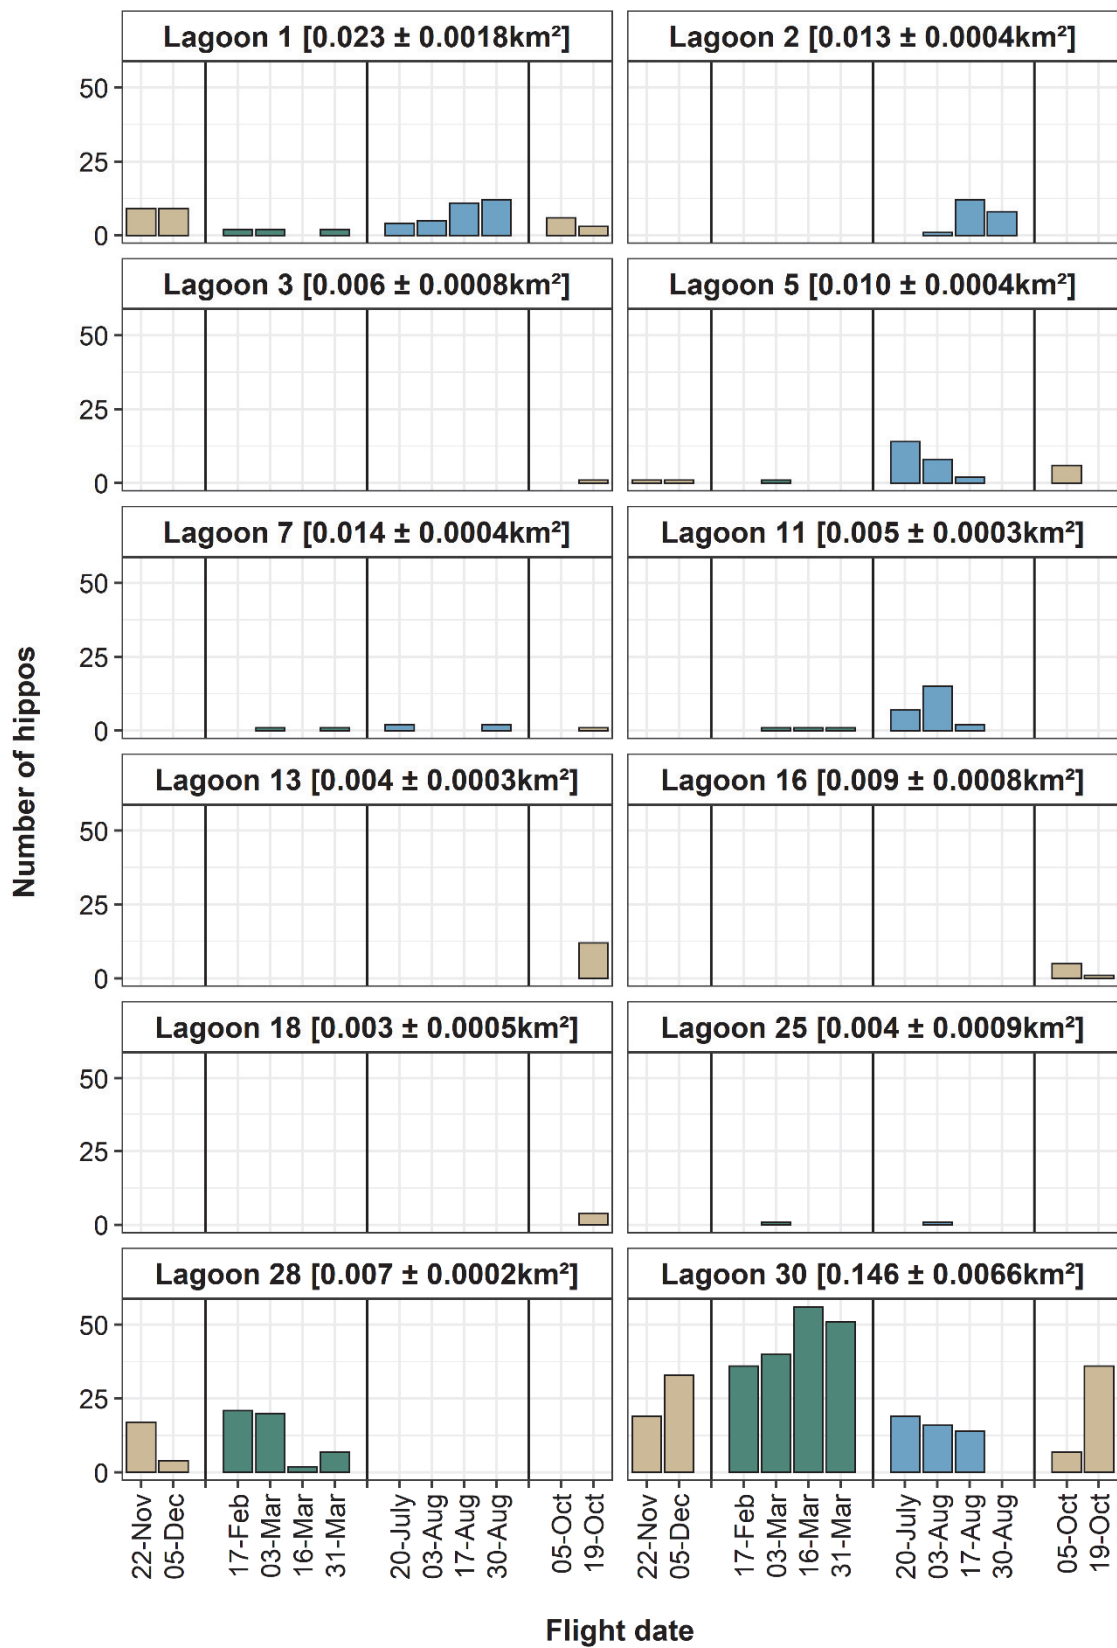 Lagoon 1 [0.023 ± 0.0018km²]
Lagoon 2 [0.013 ± 0.0004km²]
50
25
0
Lagoon 3 [0.006 ± 0.0008km²]
Lagoon 5 [0.010 ± 0.0004km²]
50
25
0
Lagoon 7 [0.014 ± 0.0004km²]
Lagoon 11 [0.005 ± 0.0003km²]
50
25
0
Number of hippos
Lagoon 13 [0.004 ± 0.0003km²]
Lagoon 16 [0.009 ± 0.0008km²]
50
25
0
Lagoon 18 [0.003 ± 0.0005km²]
Lagoon 25 [0.004 ± 0.0009km²]
50
25
0
Lagoon 28 [0.007 ± 0.0002km²]
Lagoon 30 [0.146 ± 0.0066km²]
50
25
0
22-Nov
05-Dec
17-Feb
03-Mar
16-Mar
31-Mar
20-July
03-Aug
17-Aug
30-Aug
05-Oct
19-Oct
22-Nov
05-Dec
17-Feb
03-Mar
16-Mar
31-Mar
20-July
03-Aug
17-Aug
30-Aug
05-Oct
19-Oct
Flight date